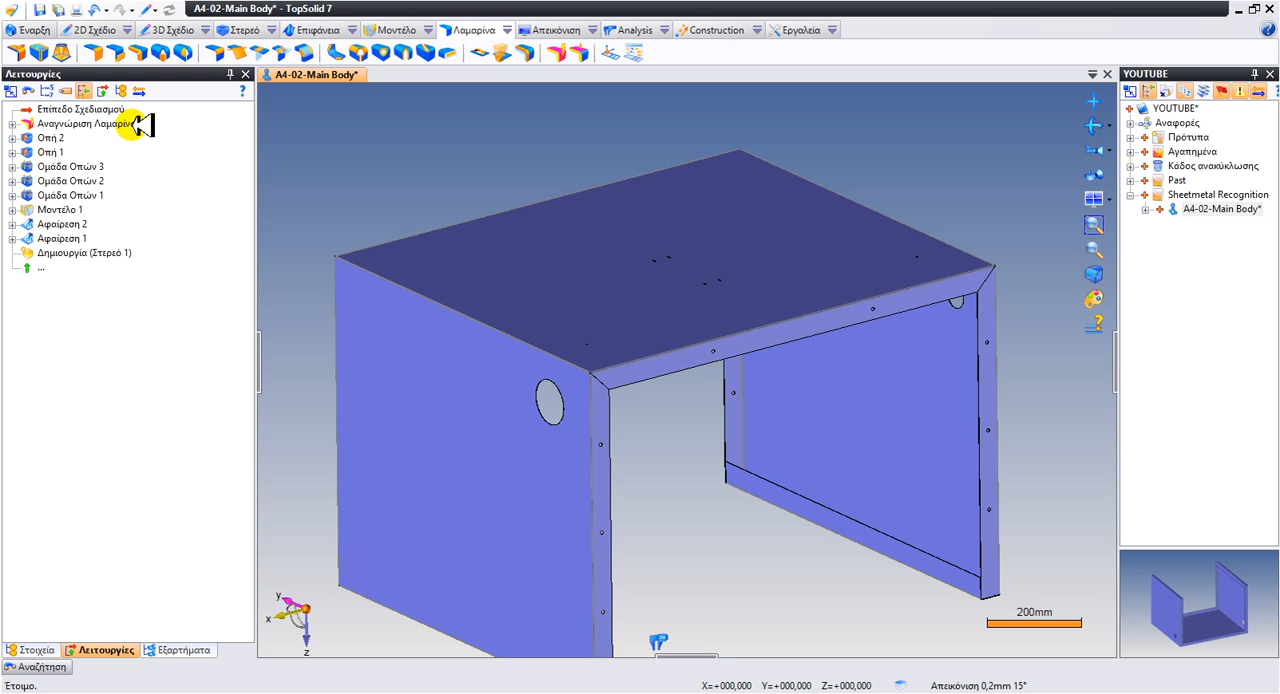 A4-02-Main Body* - TopSolid 7
Έναρξη 2D Σχέδιο 3D Σχέδιο Στερεό Επιφάνεια Μοντέλο Λαμαρίνα Απεικόνιση Analysis Construction Εργαλεία
Λειτουργίες
Επίπεδο Σχεδιασμού
Αναγνώριση Λαμαρίνα
Οπή 2
Οπή 1
Ομάδα Οπών 3
Ομάδα Οπών 2
Ομάδα Οπών 1
Μοντέλο 1
Αφαίρεση 2
Αφαίρεση 1
Δημιουργία (Στερεό 1)
...
Στοιχεία Λειτουργίες Εξαρτήματα
Αναζήτηση
Έτοιμο.
A4-02-Main Body*
y
x
z
200mm
X=+000,000 Y=+000,000 Z=+000,000 Απεικόνιση 0,2mm 15°
YOUTUBE
YOUTUBE*
Αναφορές
Πρότυπα
Αγαπημένα
Κάδος ανακύκλωσης
Past
Sheetmetal Recognition
A4-02-Main Body*